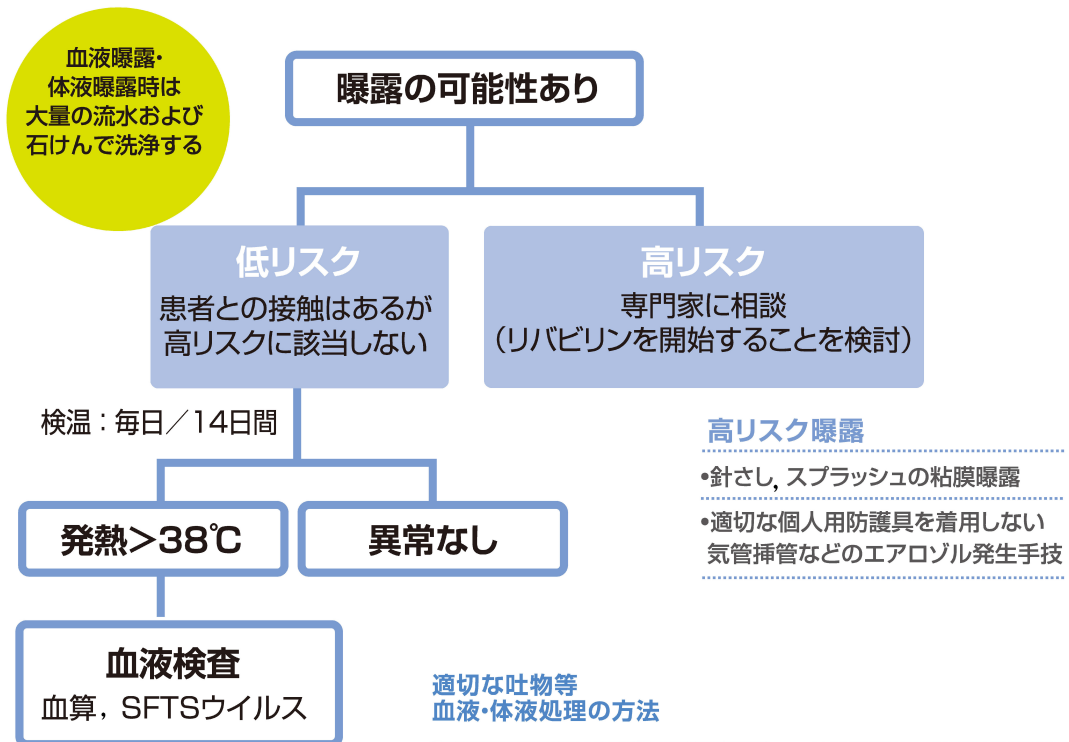 血液曝露・
体液曝露時は
大量の流水および
石けんで洗浄する
曝露の可能性あり
低リスク
患者との接触はあるが
高リスクに該当しない
高リスク
専門家に相談
（リバビリンを開始することを検討）
検温：毎日／14日間
高リスク曝露
•針さし，スプラッシュの粘膜曝露
•適切な個人用防護具を着用しない
気管挿管などのエアロゾル発生手技
発熱＞38℃
異常なし
血液検査
血算，SFTSウイルス
適切な吐物等
血液・体液処理の方法